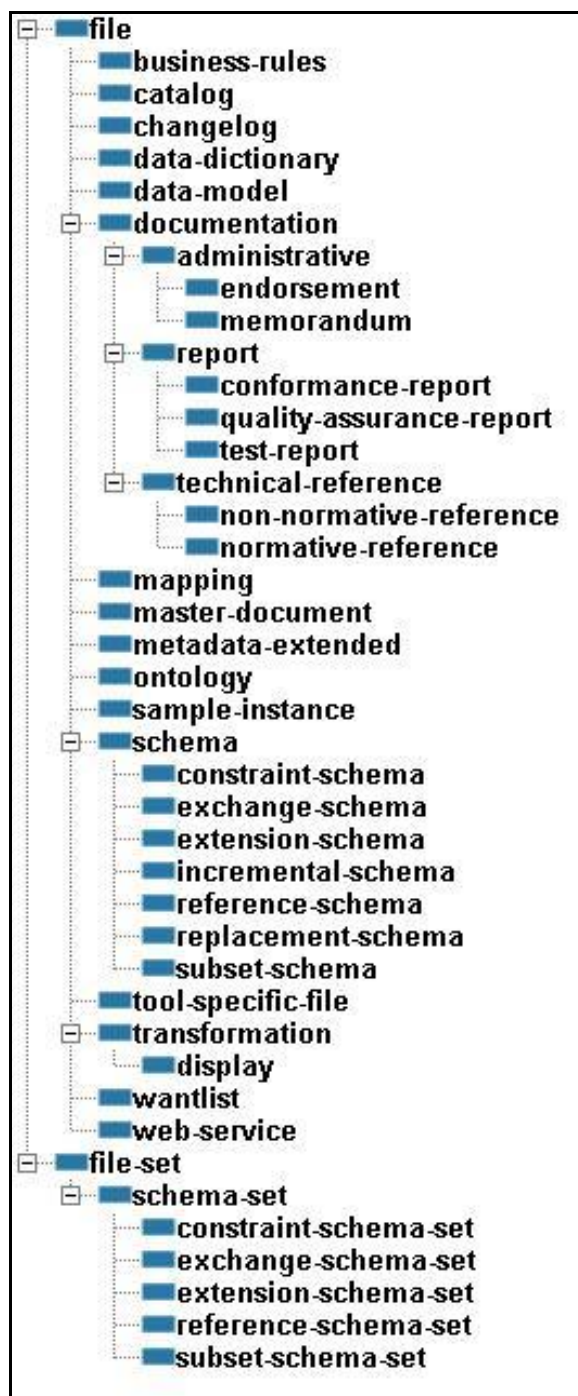 file
business-rules
catalog
changelog
data-dictionary
data-model
documentation
administrative
endorsement
memorandum
report
conformance-report
quality-assurance-report
test-report
technical-reference
non-normative-reference
normative-reference
mapping
master-document
metadata-extended
ontology
sample-instance
schema
constraint-schema
exchange-schema
extension-schema
incremental-schema
reference-schema
replacement-schema
subset-schema
tool-specific-file
transformation
display
wantlist
web-service
file-set
schema-set
constraint-schema-set
exchange-schema-set
extension-schema-set
reference-schema-set
subset-schema-set